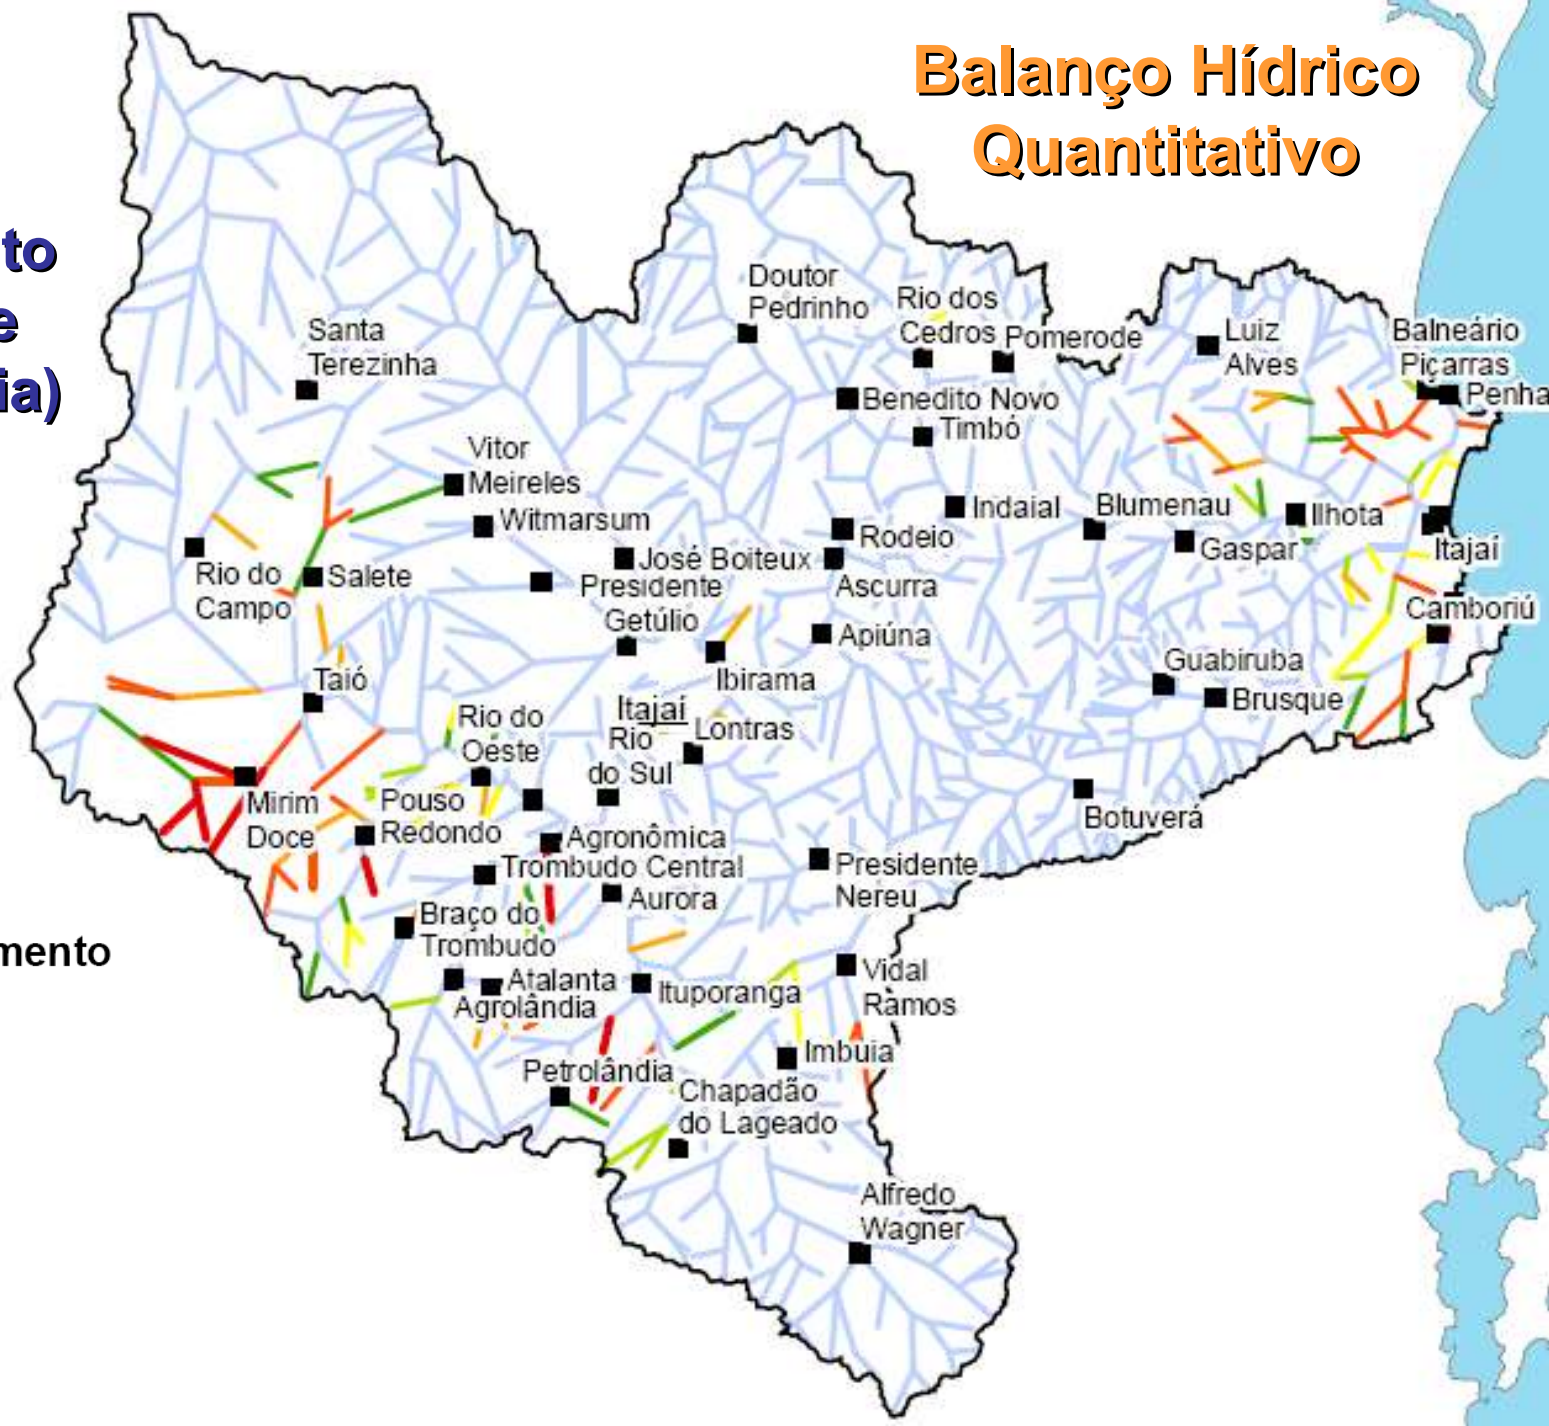 Balanço Hídrico
Quantitativo
to
e
ia)
mento
Doutor
Pedrinho
Rio dos
Cedros
Pomerode
Luiz
Alves
Balneário
Piçarras
Penha
Santa
Terezinha
Benedito Novo
Timbó
Vitor
Meireles
Witmarsum
Indaial
Blumenau
Ilhota
Rodeio
Gaspar
Itajaí
José Boiteux
Ascurra
Rio do
Campo
Salete
Presidente
Getúlio
Camboriú
Apiúna
Guabiruba
Brusque
Ibirama
Taió
Itajaí
Rio do
Oeste
Rio
do Sul
Lontras
Mirim
Doce
Pouso
Redondo
Botuverá
Agronômica
Trombudo Central
Aurora
Presidente
Nereu
Braço do
Trombudo
Atalanta
Agrolândia
Ituporanga
Vidal
Ramos
Imbuia
Petrolândia
Chapadão
do Lageado
Alfredo
Wagner